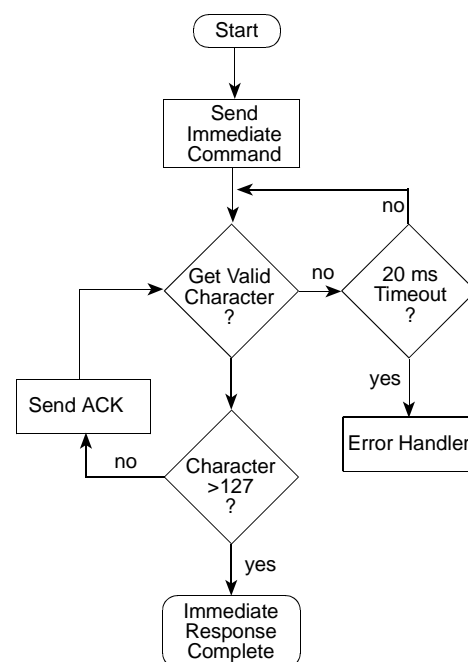 Start
Send
Immediate
Command
no
Get Valid
Character
?
no
20 ms
Timeout
?
yes
Send ACK
Error Handler
no
Character
>127
?
yes
Immediate
Response
Complete